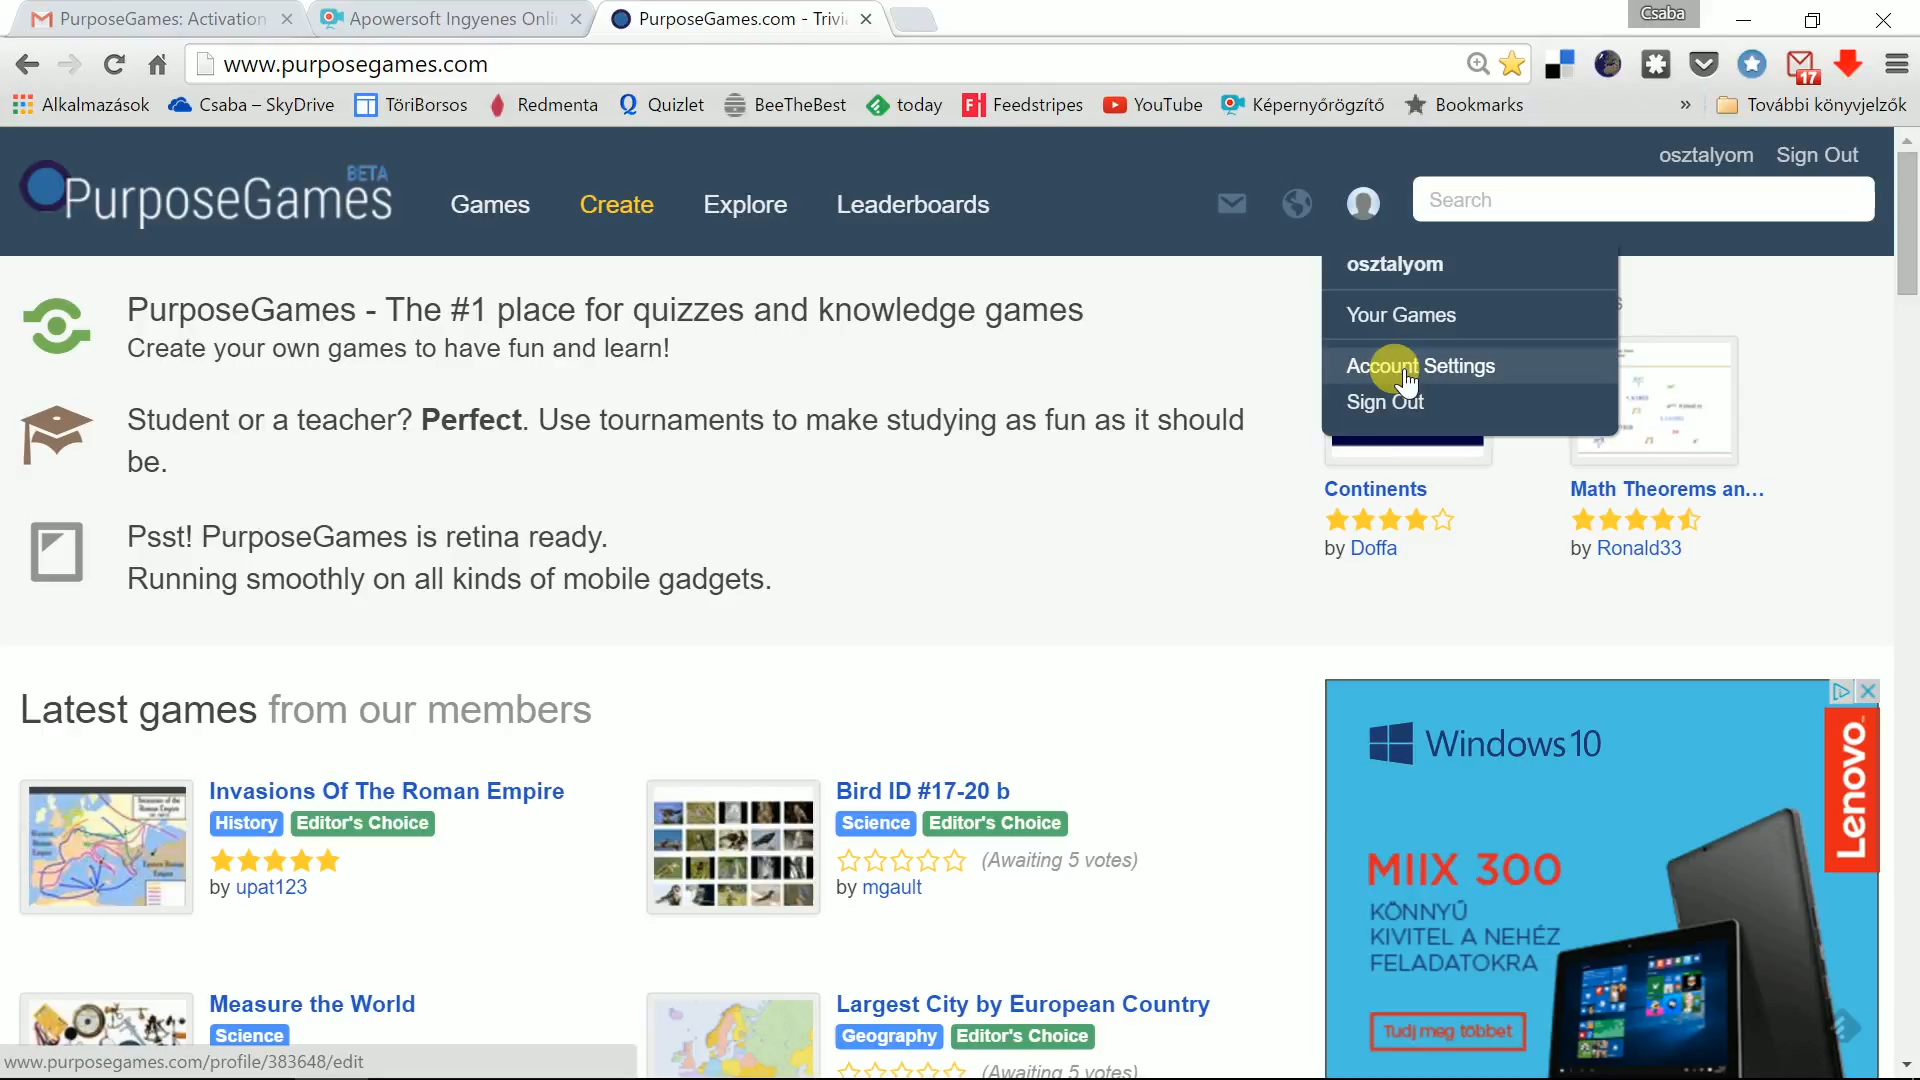 PurposeGames: Activation
Apowersoft Ingyenes Onli
PurposeGames.com - Trivi
Csaba
www.purposegames.com
17
Alkalmazások
Csaba – SkyDrive
TöriBorsos
Redmenta
Quizlet
BeeTheBest
today
Feedstripes
YouTube
Képernyőrögzítő
Bookmarks
»
További könyvjelzők
osztalyom
Sign Out
PurposeGames BETA
Games
Create
Explore
Leaderboards
Search
osztalyom
Your Games
Account Settings
Sign Out
PurposeGames - The #1 place for quizzes and knowledge games
Create your own games to have fun and learn!
Student or a teacher? Perfect. Use tournaments to make studying as fun as it should
be.
Psst! PurposeGames is retina ready.
Running smoothly on all kinds of mobile gadgets.
Continents
by Doffa
Math Theorems an...
by Ronald33
Latest games from our members
Invasions Of The Roman Empire
History Editor's Choice
by upat123
Bird ID #17-20 b
Science Editor's Choice
(Awaiting 5 votes)
by mgault
Measure the World
Science
Largest City by European Country
Geography Editor's Choice
(Awaiting 5 votes)
Windows 10
Lenovo
MIIX 300
KÖNNYŰ
KIVITEL A NEHÉZ
FELADATOKRA
Tudj meg többet
www.purposegames.com/profile/383648/edit